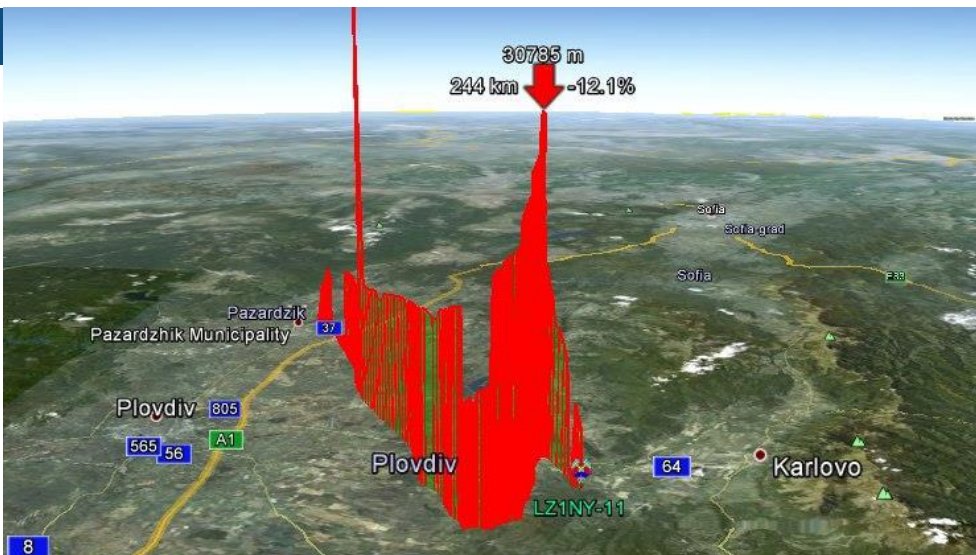 30785 m
244 km -12.1%
Sofia
Sofia-grad
Sofia
E83
Pazardzik
37
Pazardzhik Municipality
Plovdiv
805
A1
565
56
Plovdiv
64
Karlovo
LZ1NY-11
8